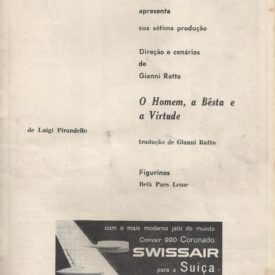 apresenta
sua sétima produção
Direção e cenários
de
Gianni Ratto
O Homem, a Bêsta e
a Virtude
de Luigi Pirandello
tradução de Gianni Ratto
Figurinos
Belá Paes Leme
com o mais moderno jato do mundo
Convair 990 Coronado
SWISSAIR
para a Suíça